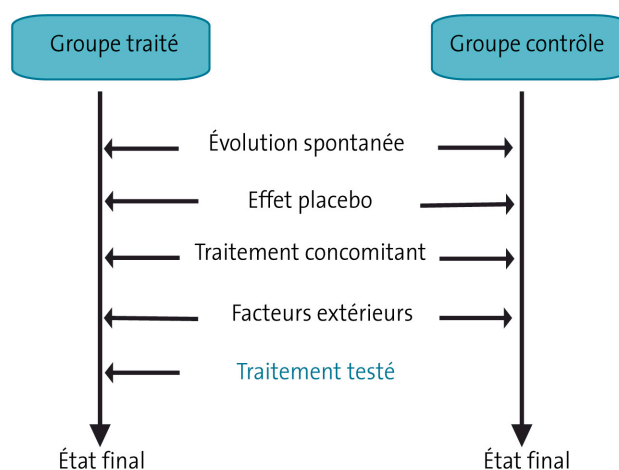 Groupe traité
Groupe contrôle
Évolution spontanée
Effet placebo
Traitement concomitant
Facteurs extérieurs
Traitement testé
État final
État final